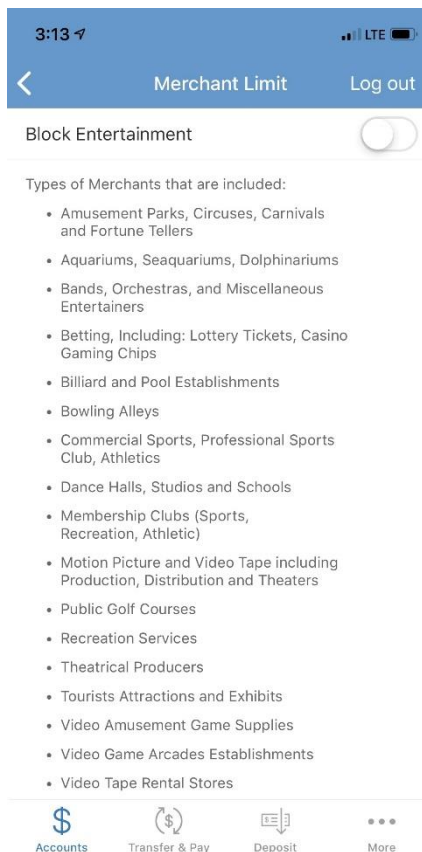 3:13
LTE
Merchant Limit
Log out
Block Entertainment
Types of Merchants that are included:
• Amusement Parks, Circuses, Carnivals
and Fortune Tellers
• Aquariums, Seaquariums, Dolphinariums
• Bands, Orchestras, and Miscellaneous
Entertainers
• Betting, Including: Lottery Tickets, Casino
Gaming Chips
• Billiard and Pool Establishments
• Bowling Alleys
• Commercial Sports, Professional Sports
Club, Athletics
• Dance Halls, Studios and Schools
• Membership Clubs (Sports,
Recreation, Athletic)
• Motion Picture and Video Tape including
Production, Distribution and Theaters
• Public Golf Courses
• Recreation Services
• Theatrical Producers
• Tourists Attractions and Exhibits
• Video Amusement Game Supplies
• Video Game Arcades Establishments
• Video Tape Rental Stores
Accounts
Transfer & Pay
Deposit
More